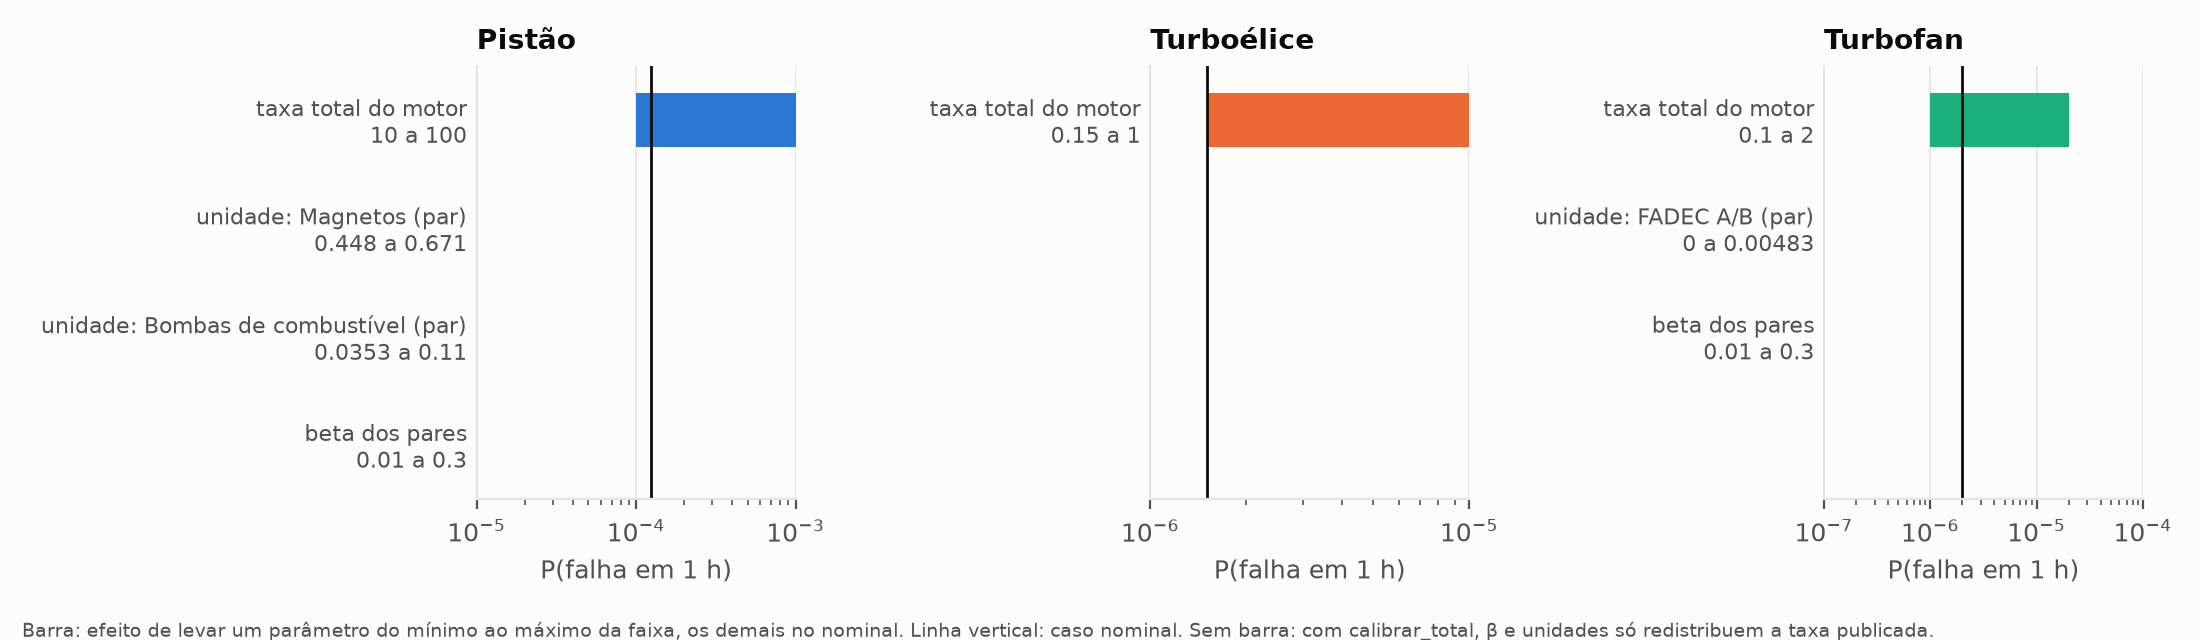 Pistão
taxa total do motor
10 a 100
unidade: Magnetos (par)
0.448 a 0.671
unidade: Bombas de combustível (par)
0.0353 a 0.11
beta dos pares
0.01 a 0.3
10⁻⁵ 10⁻⁴ 10⁻³
P(falha em 1 h)
Turboélice
taxa total do motor
0.15 a 1
10⁻⁶ 10⁻⁵
P(falha em 1 h)
Turbofan
taxa total do motor
0.1 a 2
unidade: FADEC A/B (par)
0 a 0.00483
beta dos pares
0.01 a 0.3
10⁻⁷ 10⁻⁶ 10⁻⁵ 10⁻⁴
P(falha em 1 h)
Barra: efeito de levar um parâmetro do mínimo ao máximo da faixa, os demais no nominal. Linha vertical: caso nominal. Sem barra: com calibrar_total, β e unidades só redistribuem a taxa publicada.